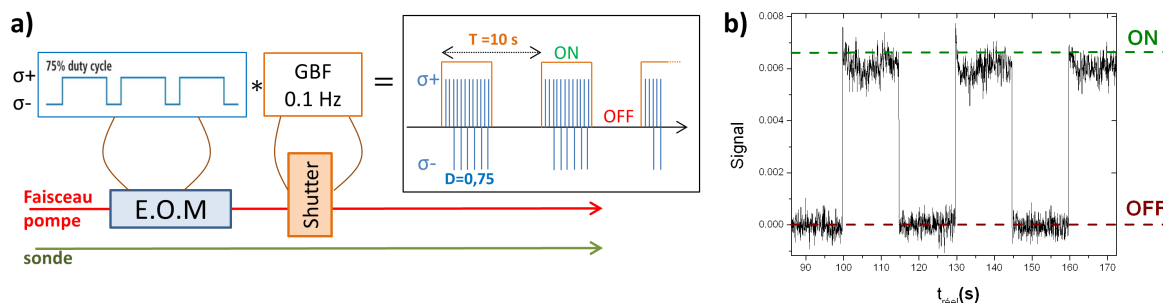 a)
75% duty cycle
σ+
σ-
*
GBF
0.1 Hz
=
T =10 s
ON
σ+
OFF
σ-
D=0,75
Faisceau
pompe
E.O.M
Shutter
sonde
b)
0.008
0.006
0.004
0.002
0.000
Signal
ON
OFF
90 100 110 120 130 140 150 160 170
t réel(s)